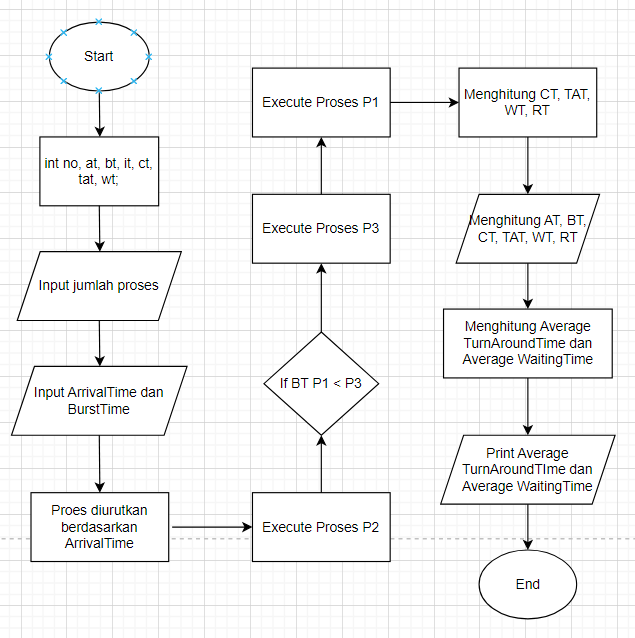 Start
int no, at, bt, it, ct,
tat, wt;
Input jumlah proses
Input ArrivalTime dan
BurstTime
Proes diurutkan
berdasarkan
ArrivalTime
Execute Proses P2
If BT P1 < P3
Execute Proses P3
Execute Proses P1
Menghitung CT, TAT,
WT, RT
Menghitung AT, BT,
CT, TAT, WT, RT
Menghitung Average
TurnAroundTime dan
Average WaitingTime
Print Average
TurnAroundTIme dan
Average WaitingTime
End